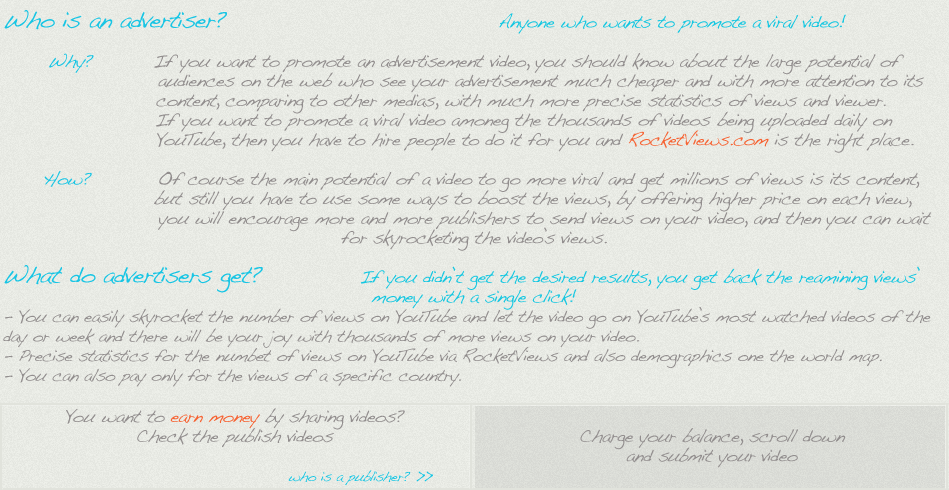 Who is an advertiser? Anyone who wants to promote a viral video!
Why? If you want to promote an advertisement video, you should know about the large potential of
audiences on the web who see your advertisement much cheaper and with more attention to its
content, comparing to other medias, with much more precise statistics of views and viewer.
If you want to promote a viral video amoneg the thousands of videos being uploaded daily on
YouTube, then you have to hire people to do it for you and RocketViews.com is the right place.
How? Of course the main potential of a video to go more viral and get millions of views is its content,
but still you have to use some ways to boost the views, by offering higher price on each view,
you will encourage more and more publishers to send views on your video, and then you can wait
for skyrocketing the video's views.
What do advertisers get? If you didn't get the desired results, you get back the reamining views'
money with a single click!
- You can easily skyrocket the number of views on YouTube and let the video go on YouTube's most watched videos of the
day or week and there will be your joy with thousands of more views on your video.
- Precise statistics for the numbet of views on YouTube via RocketViews and also demographics one the world map.
- You can also pay only for the views of a specific country.
You want to earn money by sharing videos?
Check the publish videos
who is a publisher? >>
Charge your balance, scroll down
and submit your video